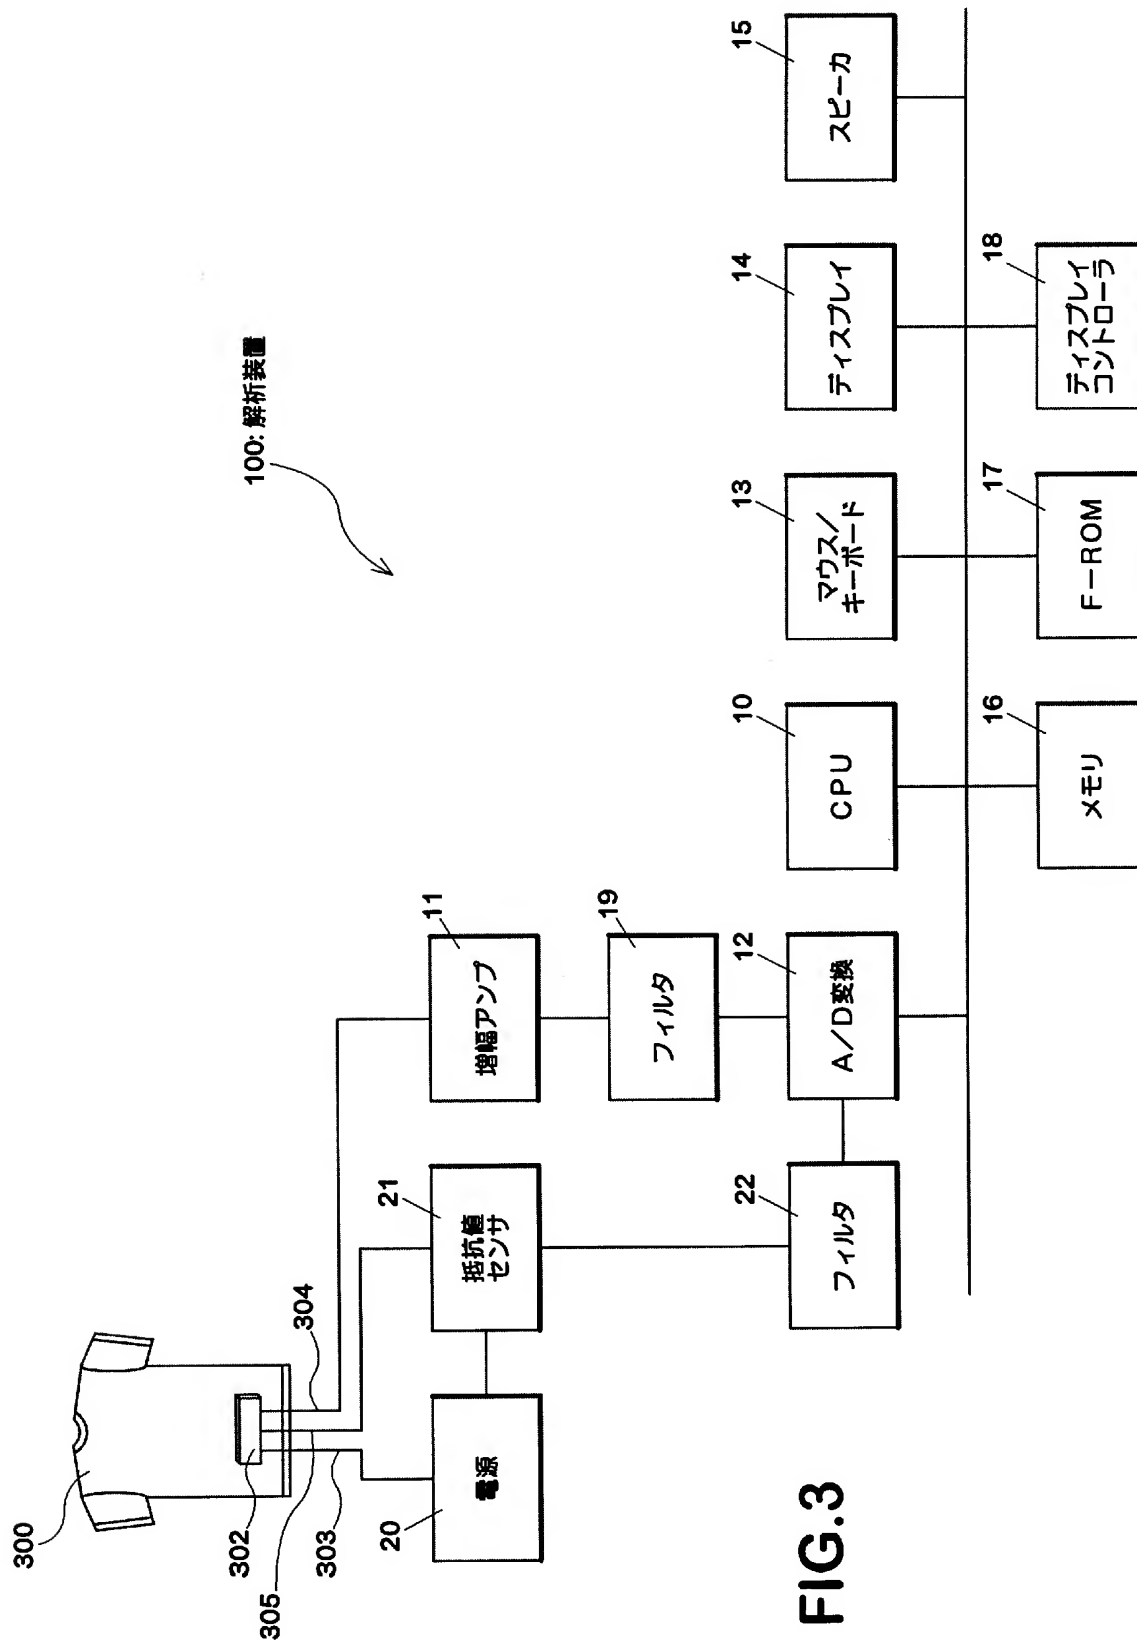 100: 解析装置
300
302
305
303
304
20
電源
21
抵抗値
センサ
11
増幅アンプ
19
フィルタ
22
フィルタ
12
A/D変換
10
CPU
13
マウス/
キーボード
14
ディスプレイ
15
スピーカ
16
メモリ
17
F-ROM
18
ディスプレイ
コントローラ
FIG.3